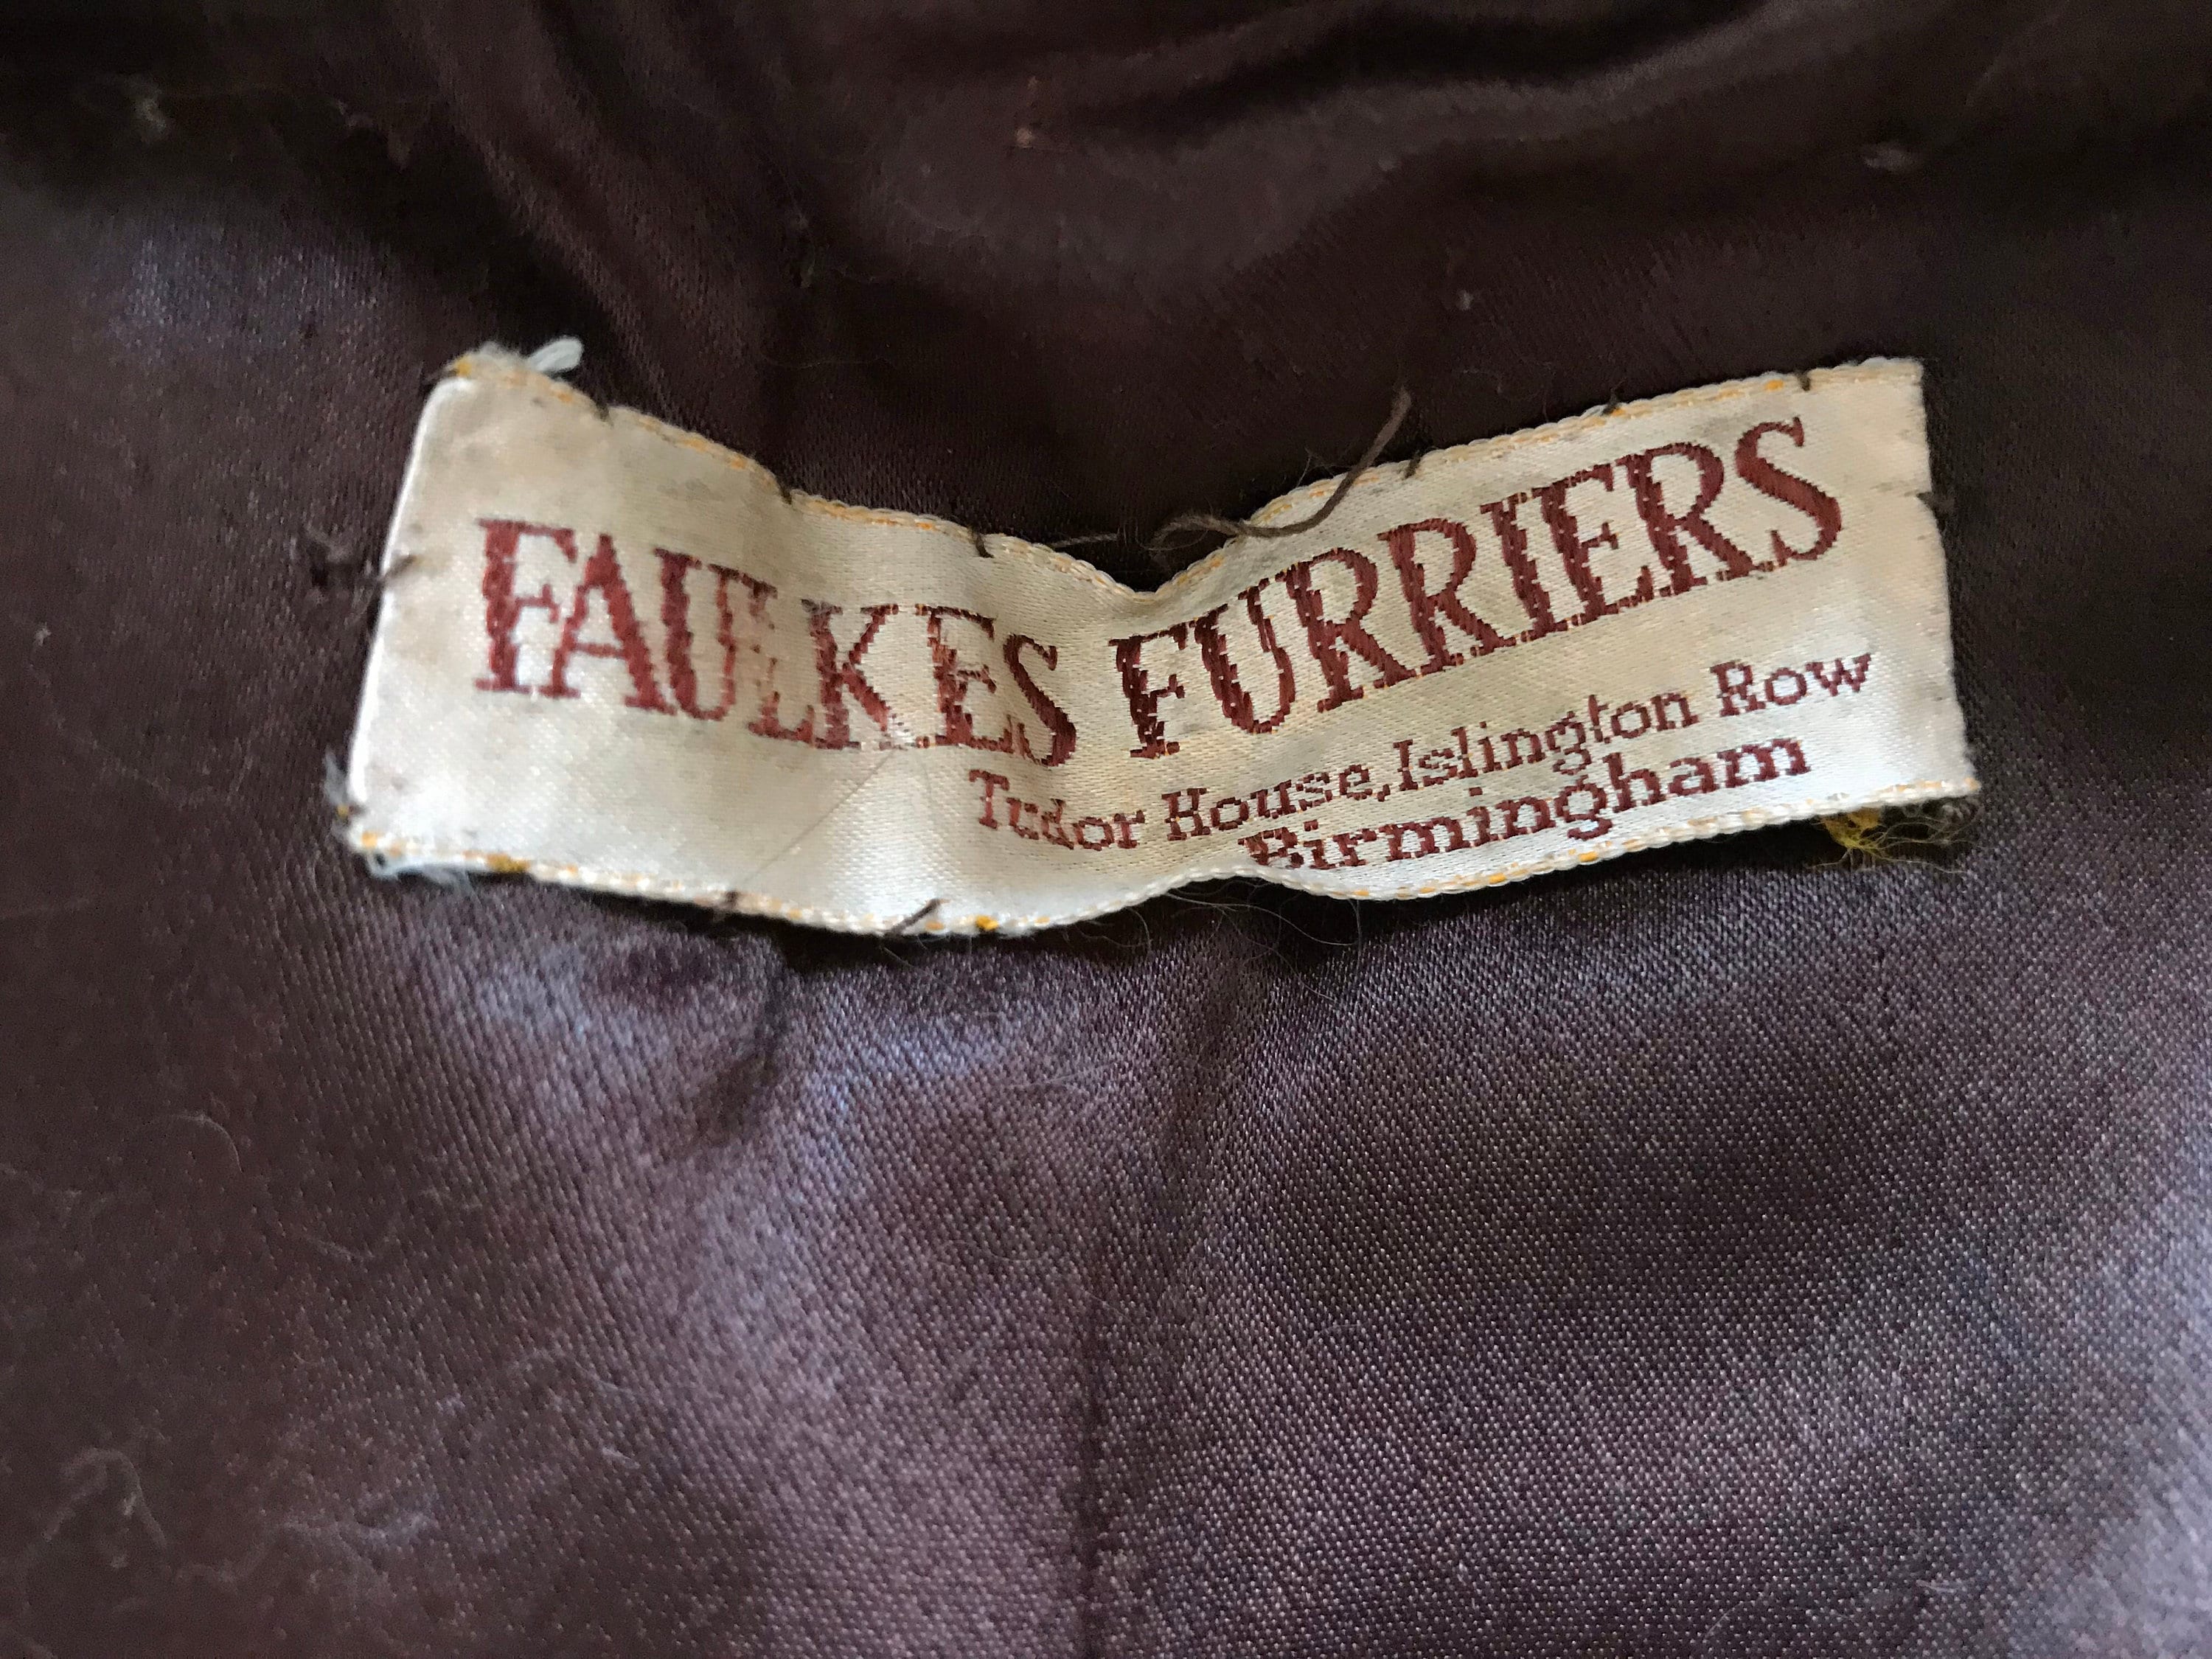 FAULKES FURRIERS
Tudor House, Islington Row
Birmingham